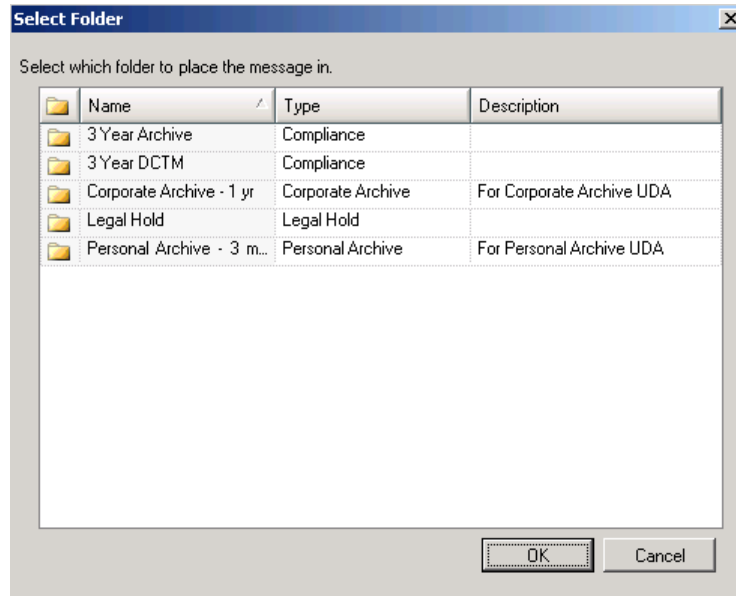 Select Folder
Select which folder to place the message in.
Name Type Description
3 Year Archive Compliance
3 Year DCTM Compliance
Corporate Archive - 1 yr Corporate Archive For Corporate Archive UDA
Legal Hold Legal Hold
Personal Archive - 3 m... Personal Archive For Personal Archive UDA
OK Cancel